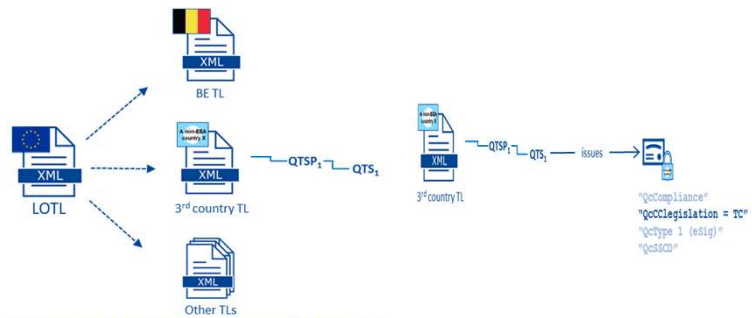 XML
BE TL
XML
LOTL
A non-EEA
country X
XML
3rd country TL
QTSP1
QTS1
XML
Other TLs
XML
3rd country TL
QTSP1
QTS1
issues
"QcCompliance"
"QcCClegislation = TC"
"QcType 1 (eSig)"
"QcSSCD"